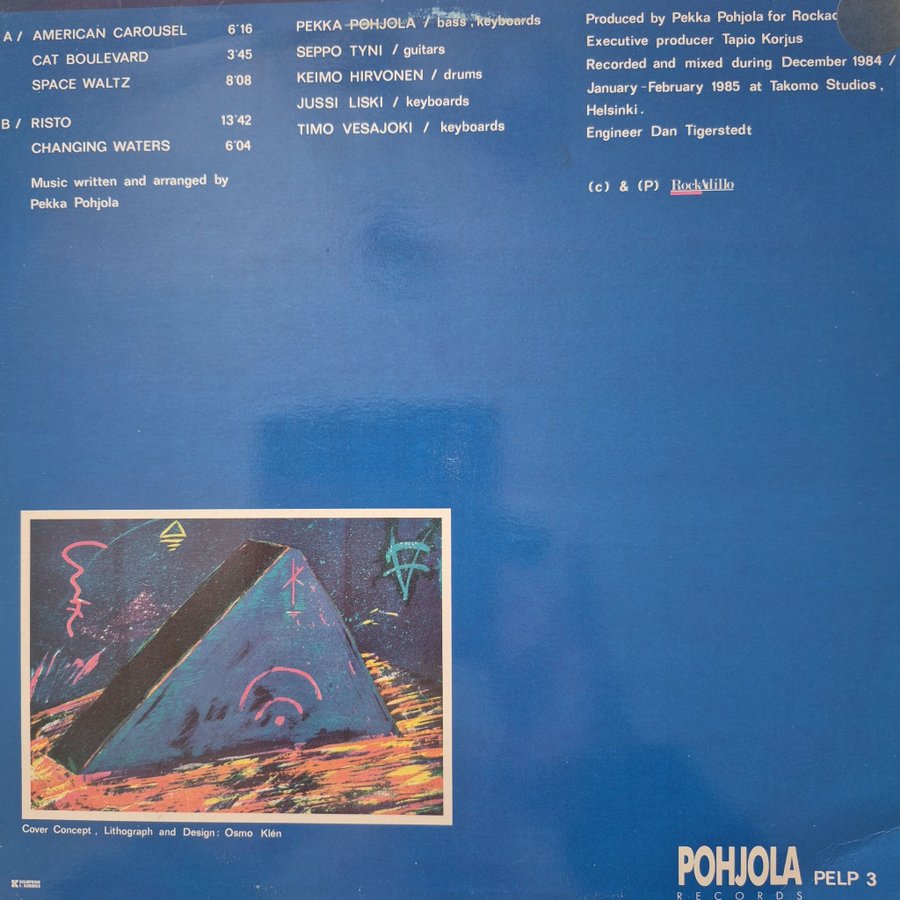 A / AMERICAN CAROUSEL 6'16
CAT BOULEVARD 3'45
SPACE WALTZ 8'08
B / RISTO 13'42
CHANGING WATERS 6'04
Music written and arranged by
Pekka Pohjola
PEKKA POHJOLA / bass, keyboards
SEPPO TYNI / guitars
KEIMO HIRVONEN / drums
JUSSI LISKI / keyboards
TIMO VESAJOKI / keyboards
Produced by Pekka Pohjola for
Executive producer Tapio Korjus
Recorded and mixed during December 1984 /
January-February 1985 at Takomo Studios,
Helsinki.
Engineer Dan Tigerstedt
(c) & (P) RockAdillo
Cover Concept, Lithograph and Design: Osmo Klén
POHJOLA
RECORDS
PELP 3